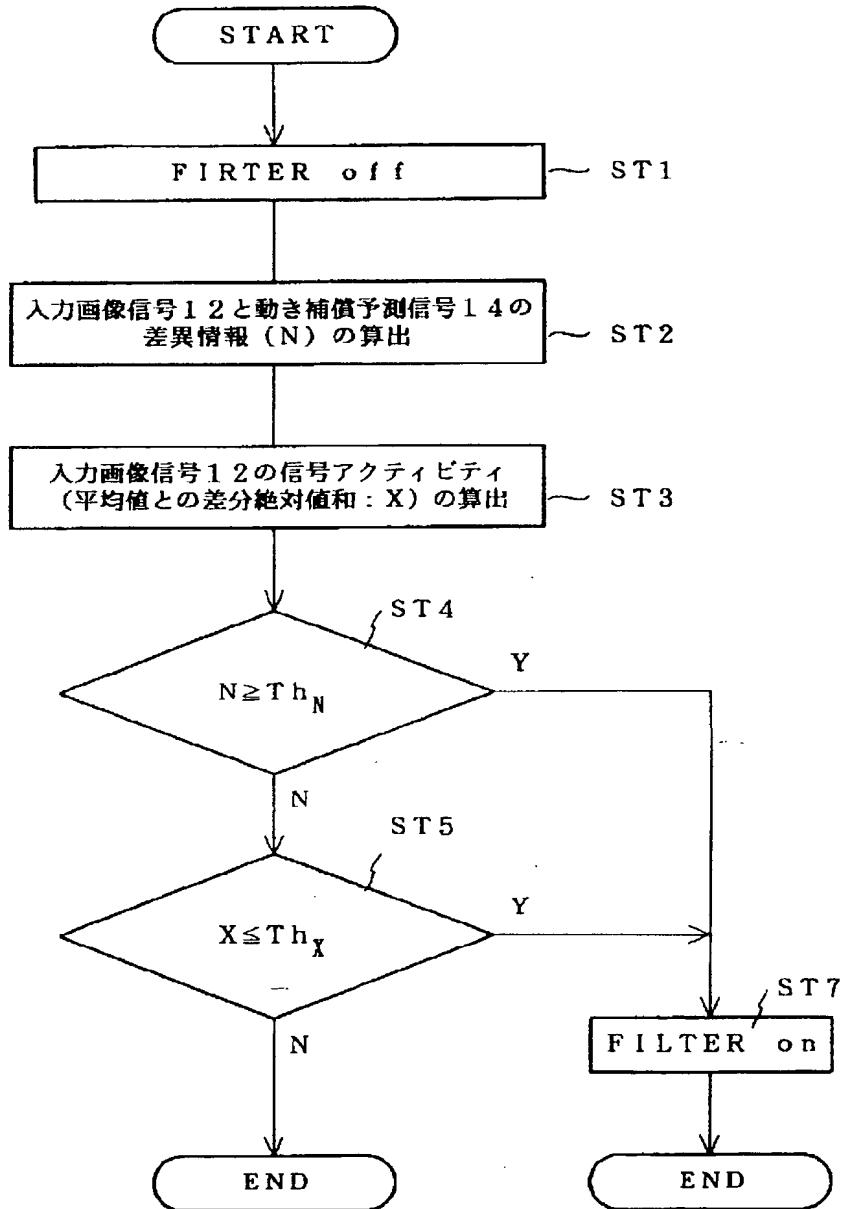 START
FIRTER off
ST1
入力画像信号12と動き補償予測信号14の
差異情報(N)の算出
ST2
入力画像信号12の信号アクティビティ
(平均値との差分絶対値和:X)の算出
ST3
ST4
N≧ThN
Y
N
ST5
X≦ThX
Y
N
ST7
FILTER on
END
END